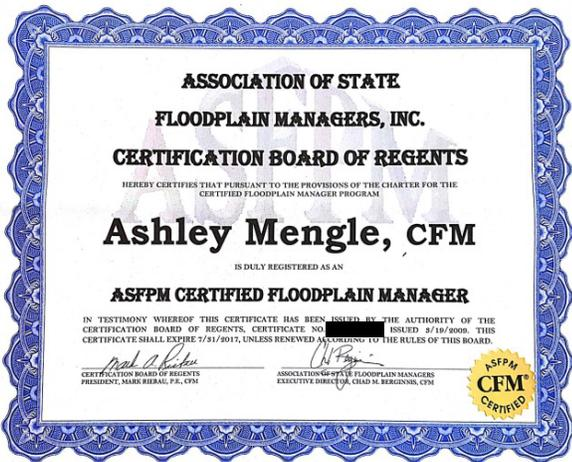 ASSOCIATION OF STATE
FLOODPLAIN MANAGERS, INC.
CERTIFICATION BOARD OF REGENTS
HEREBY CERTIFIES THAT PURSUANT TO THE PROVISIONS OF THE CHARTER FOR THE
CERTIFIED FLOODPLAIN MANAGER PROGRAM
Ashley Mengle, CFM
IS DULY REGISTERED AS AN
ASFPM CERTIFIED FLOODPLAIN MANAGER
IN TESTIMONY WHEREOF THIS CERTIFICATE HAS BEEN ISSUED BY THE AUTHORITY OF THE
CERTIFICATION BOARD OF REGENTS, CERTIFICATE NO. ISSUED 3/19/2009. THIS
CERTIFICATE SHALL EXPIRE 7/31/2017, UNLESS RENEWED ACCORDING TO THE RULES OF THIS BOARD.
CERTIFICATION BOARD OF REGENTS
PRESIDENT, MARK RIEBAU, P.E., CFM
ASSOCIATION OF STATE FLOODPLAIN MANAGERS
EXECUTIVE DIRECTOR, CHAD M. BERGINNIS, CFM
ASFPM
CFM®
CERTIFIED
ASFPM